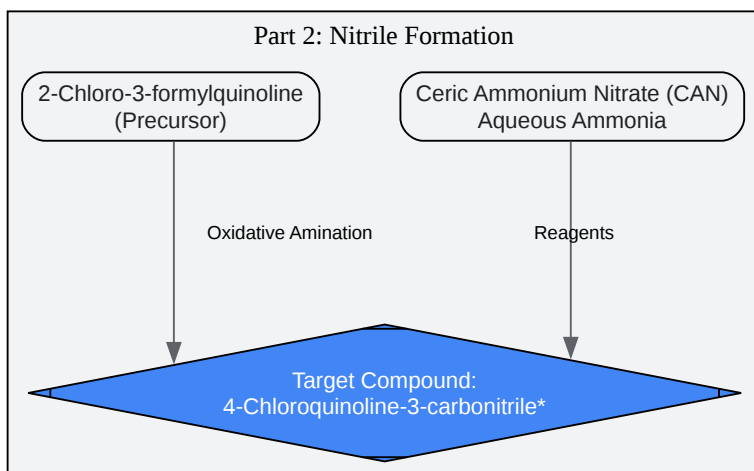 Part 2: Nitrile Formation
2-Chloro-3-formylquinoline
(Precursor)
Ceric Ammonium Nitrate (CAN)
Aqueous Ammonia
Oxidative Amination
Reagents
Target Compound:
4-Chloroquinoline-3-carbonitrile*